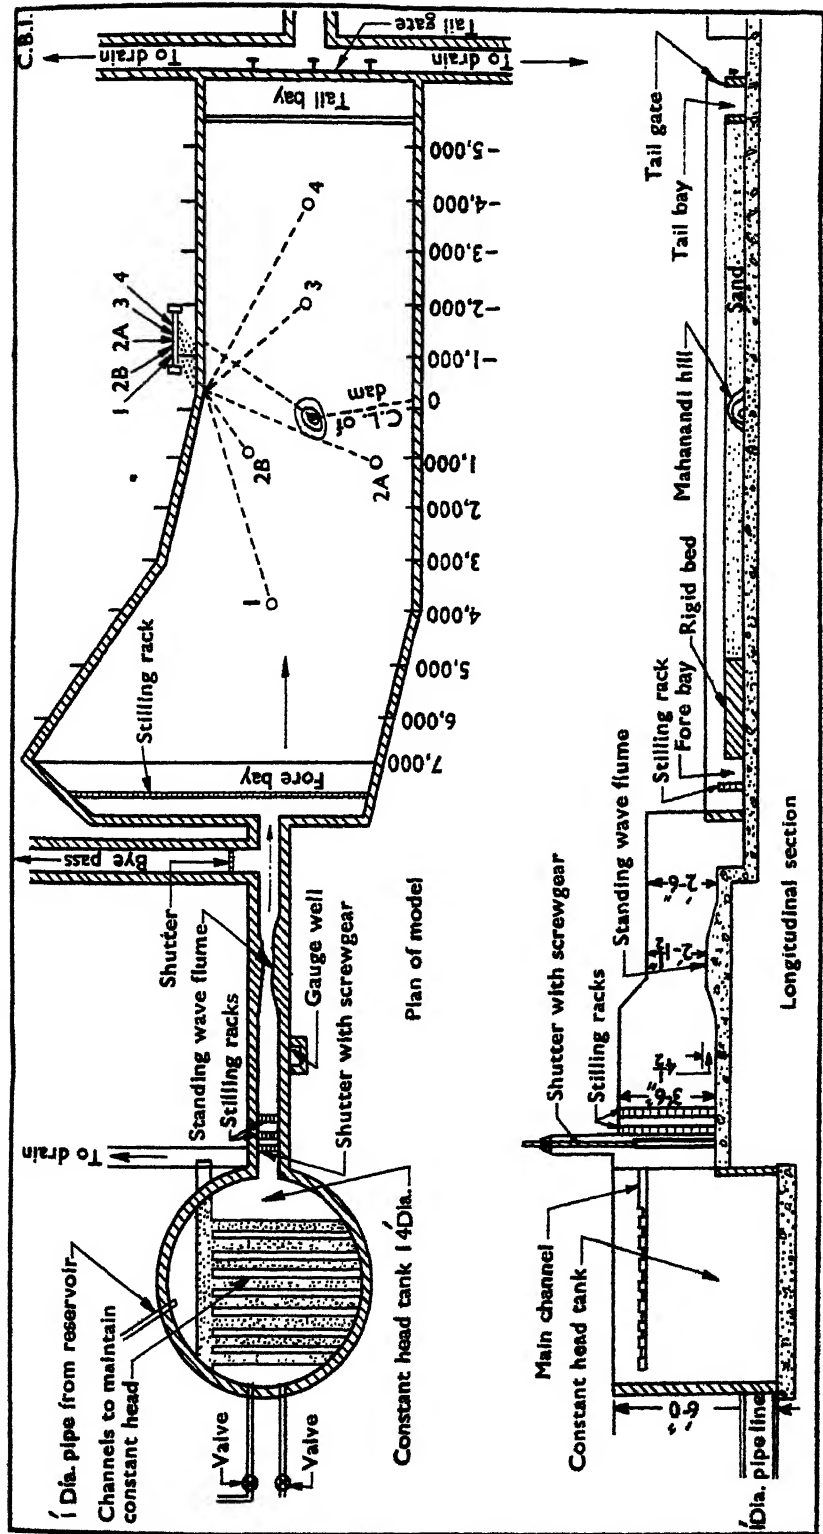 C.B.I.
1́ Dia. pipe from reservoir
Channels to maintain
constant head
Valve
Valve
To drain
Constant head tank 14́Dia.
Shutter with screwgear
Stilling racks
Standing wave flume
Gauge well
Shutter
Bye pass
Plan of model
Stilling rack
Fore bay
7,000
6,000
5,000
4,000
3,000
2,000
1,000
0
-1,000
-2,000
-3,000
-4,000
-5,000
1
2B
2A
3
4
1 2B 2A 3 4
C.L. of
dam
Tail bay
To drain
To drain
Tail gate
Main channel
Constant head tank
6'-0"
1́Dia. pipe line
Shutter with screwgear
Stilling racks
3'-6"
Standing wave flume
2'-6"
Stilling rack
Fore bay
Rigid bed
Mahanandi hill
Sand
Tail bay
Tail gate
Longitudinal section